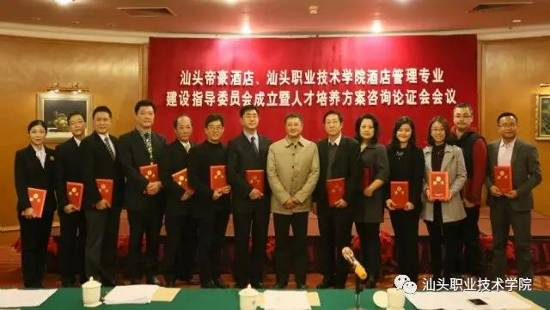 汕头帝豪酒店、汕头职业技术学院酒店管理专业
建设指导委员会成立暨人才培养方案咨询论证会会议
汕头职业技术学院